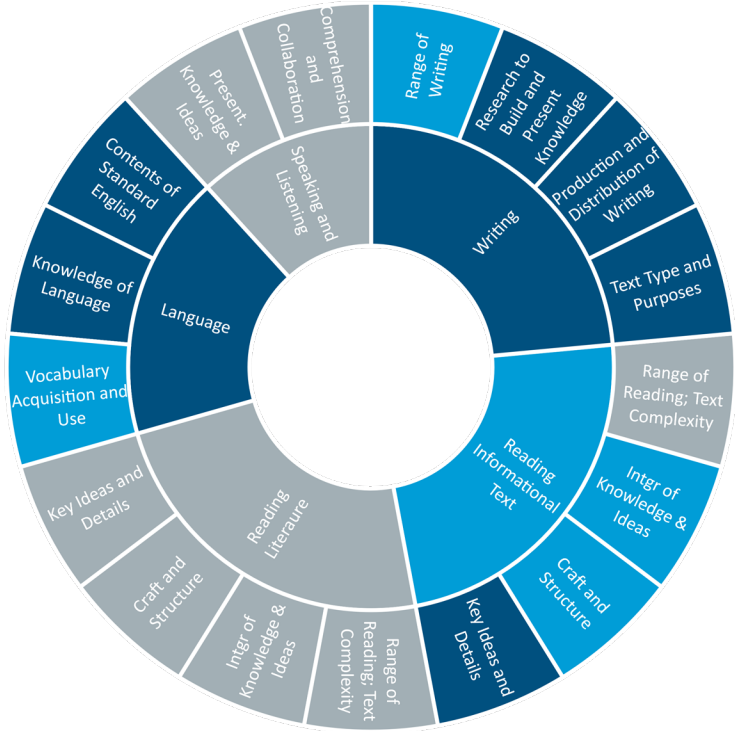 Range of
Writing
Research to
Build and
Present
Knowledge
Production and
Distribution of
Writing
Text Type and
Purposes
Range of
Reading; Text
Complexity
Intgr of
Knowledge &
Ideas
Craft and
Structure
Key Ideas and
Details
Range of
Reading; Text
Complexity
Intgr of
Knowledge &
Ideas
Craft and
Structure
Key Ideas and
Details
Vocabulary
Acquisition and
Use
Knowledge of
Language
Contents of
Standard
English
Present.
Knowledge &
Ideas
Comprehension
and
Collaboration
Writing
Reading
Informational
Text
Reading
Literaure
Language
Speaking and
Listening